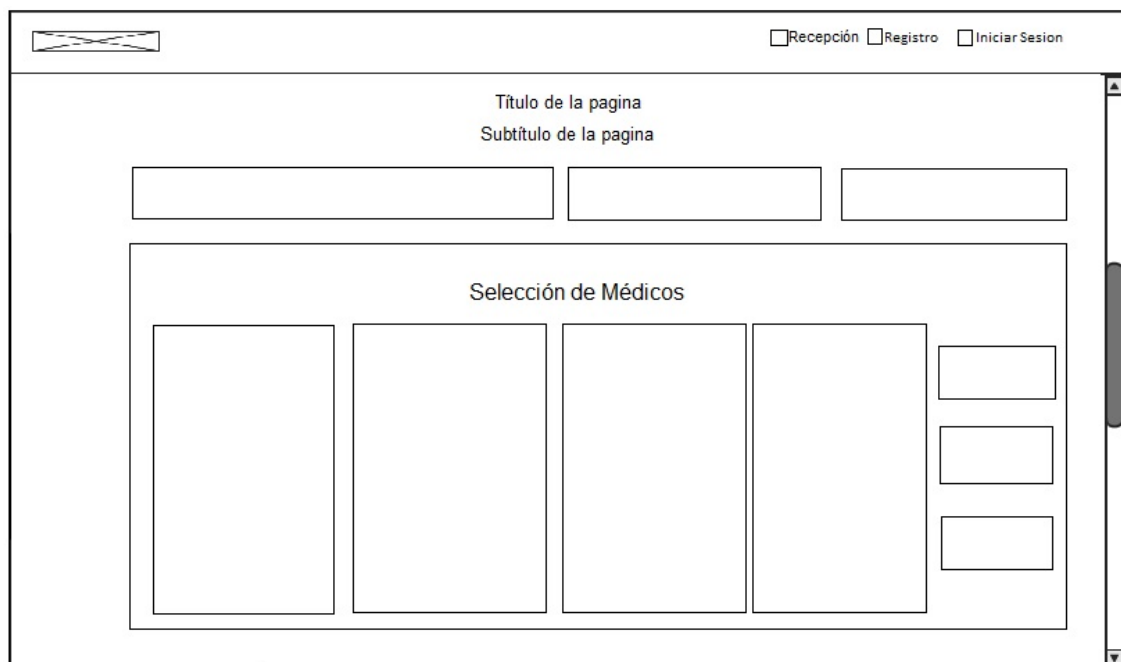 Recepción Registro Iniciar Sesion
Título de la pagina
Subtítulo de la pagina
Selección de Médicos